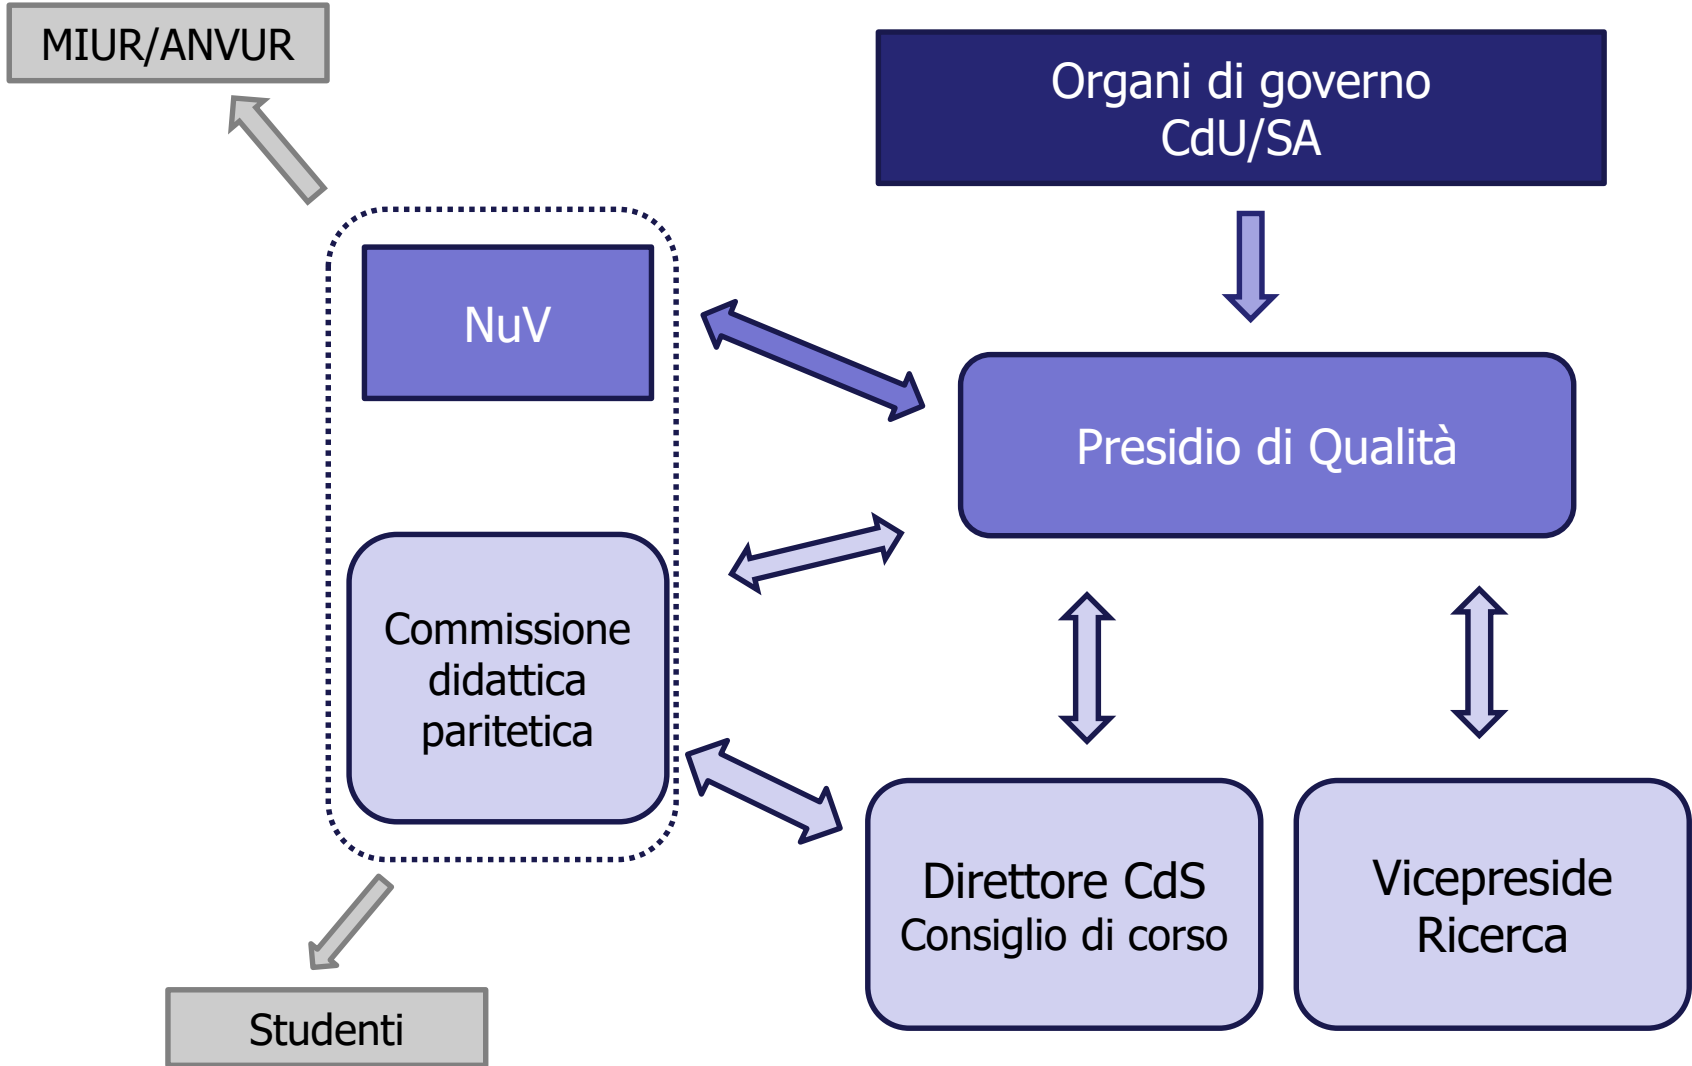 MIUR/ANVUR
Organi di governo
CdU/SA
NuV
Presidio di Qualità
Commissione
didattica
paritetica
Direttore CdS
Consiglio di corso
Vicepreside
Ricerca
Studenti